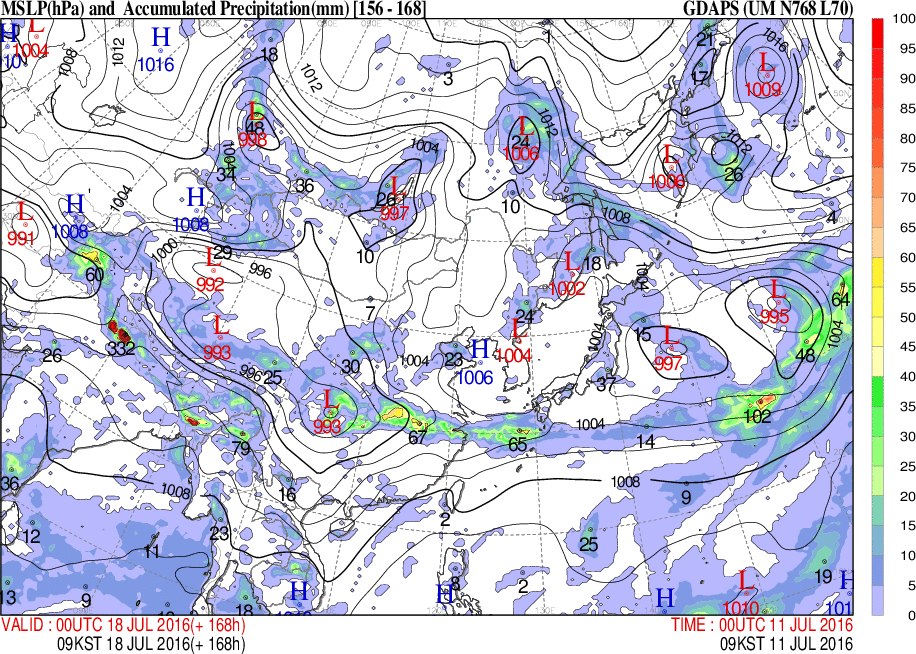 MSLP(hPa) and Accumulated Precipitation(mm) [156 - 168] GDAPS (UM N768 L70)
H L 1004 10 1008 1012 H 1016 18 1012 3 1 21 17 1016 L 1009 100
95
90
L 48 998 1004 34 36 L 26 997 1004 L 24 1006 1012 L 1006 1012 26 85
80
75
H 1008 1004 H 1008 10 1008 4 70
L 991 1000 29 L 992 996 10 18 L 1002 65
60 60
7 24 L 995 64 55
332 L 993 L 1004 1004 15 L 997 48 1004 50
26 996 25 30 1004 23 H 1006 37 45
40
L 993 67 65 1004 14 102 35
79 30
36 1008 16 1008 9 25
12 11 23 2 25 20
15
13 9 18 H 8 H 2 H L 1010 19 H 101 10
5
0
VALID : 00UTC 18 JUL 2016(+ 168h) TIME : 00UTC 11 JUL 2016
09KST 18 JUL 2016(+ 168h) 09KST 11 JUL 2016